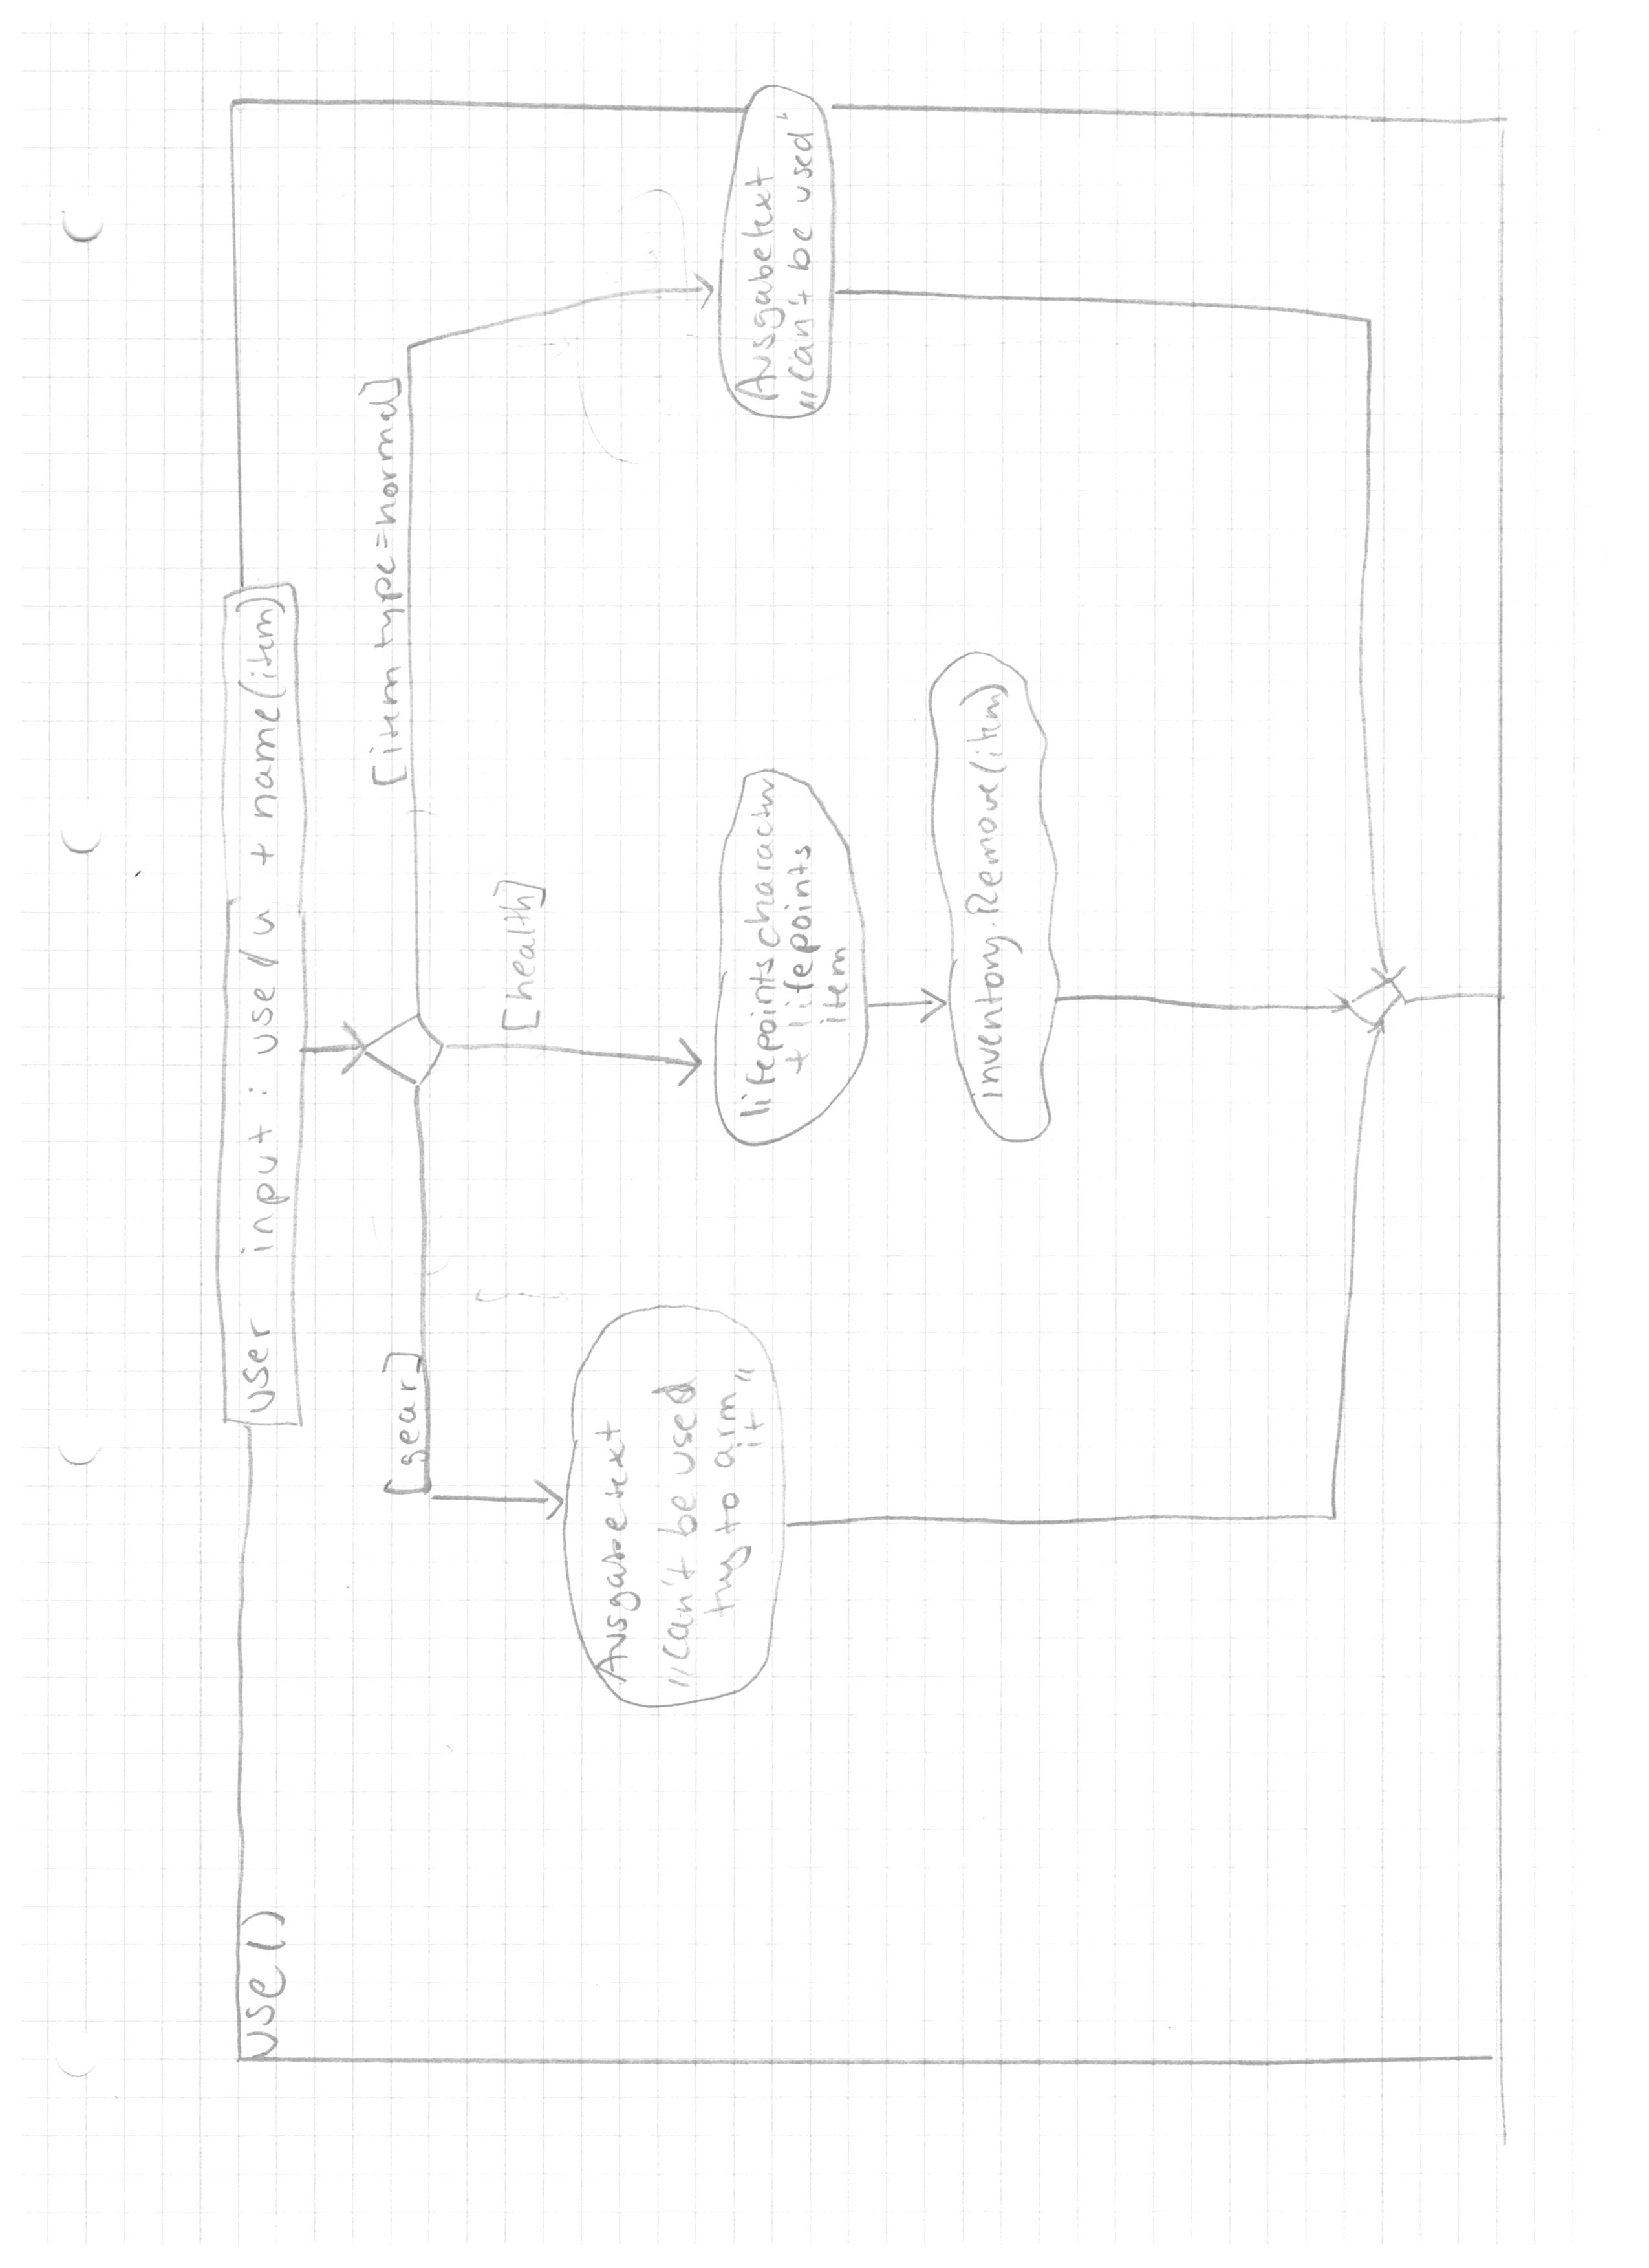 use()
user input: use/u + name(item)
[gear]
[item type=normal]
[health]
Ausgabetext
„can't be used
try to arm
it"
lifepoints character
+ lifepoints
item
Ausgabetext
„can't be used"
inventory.Remove(item)